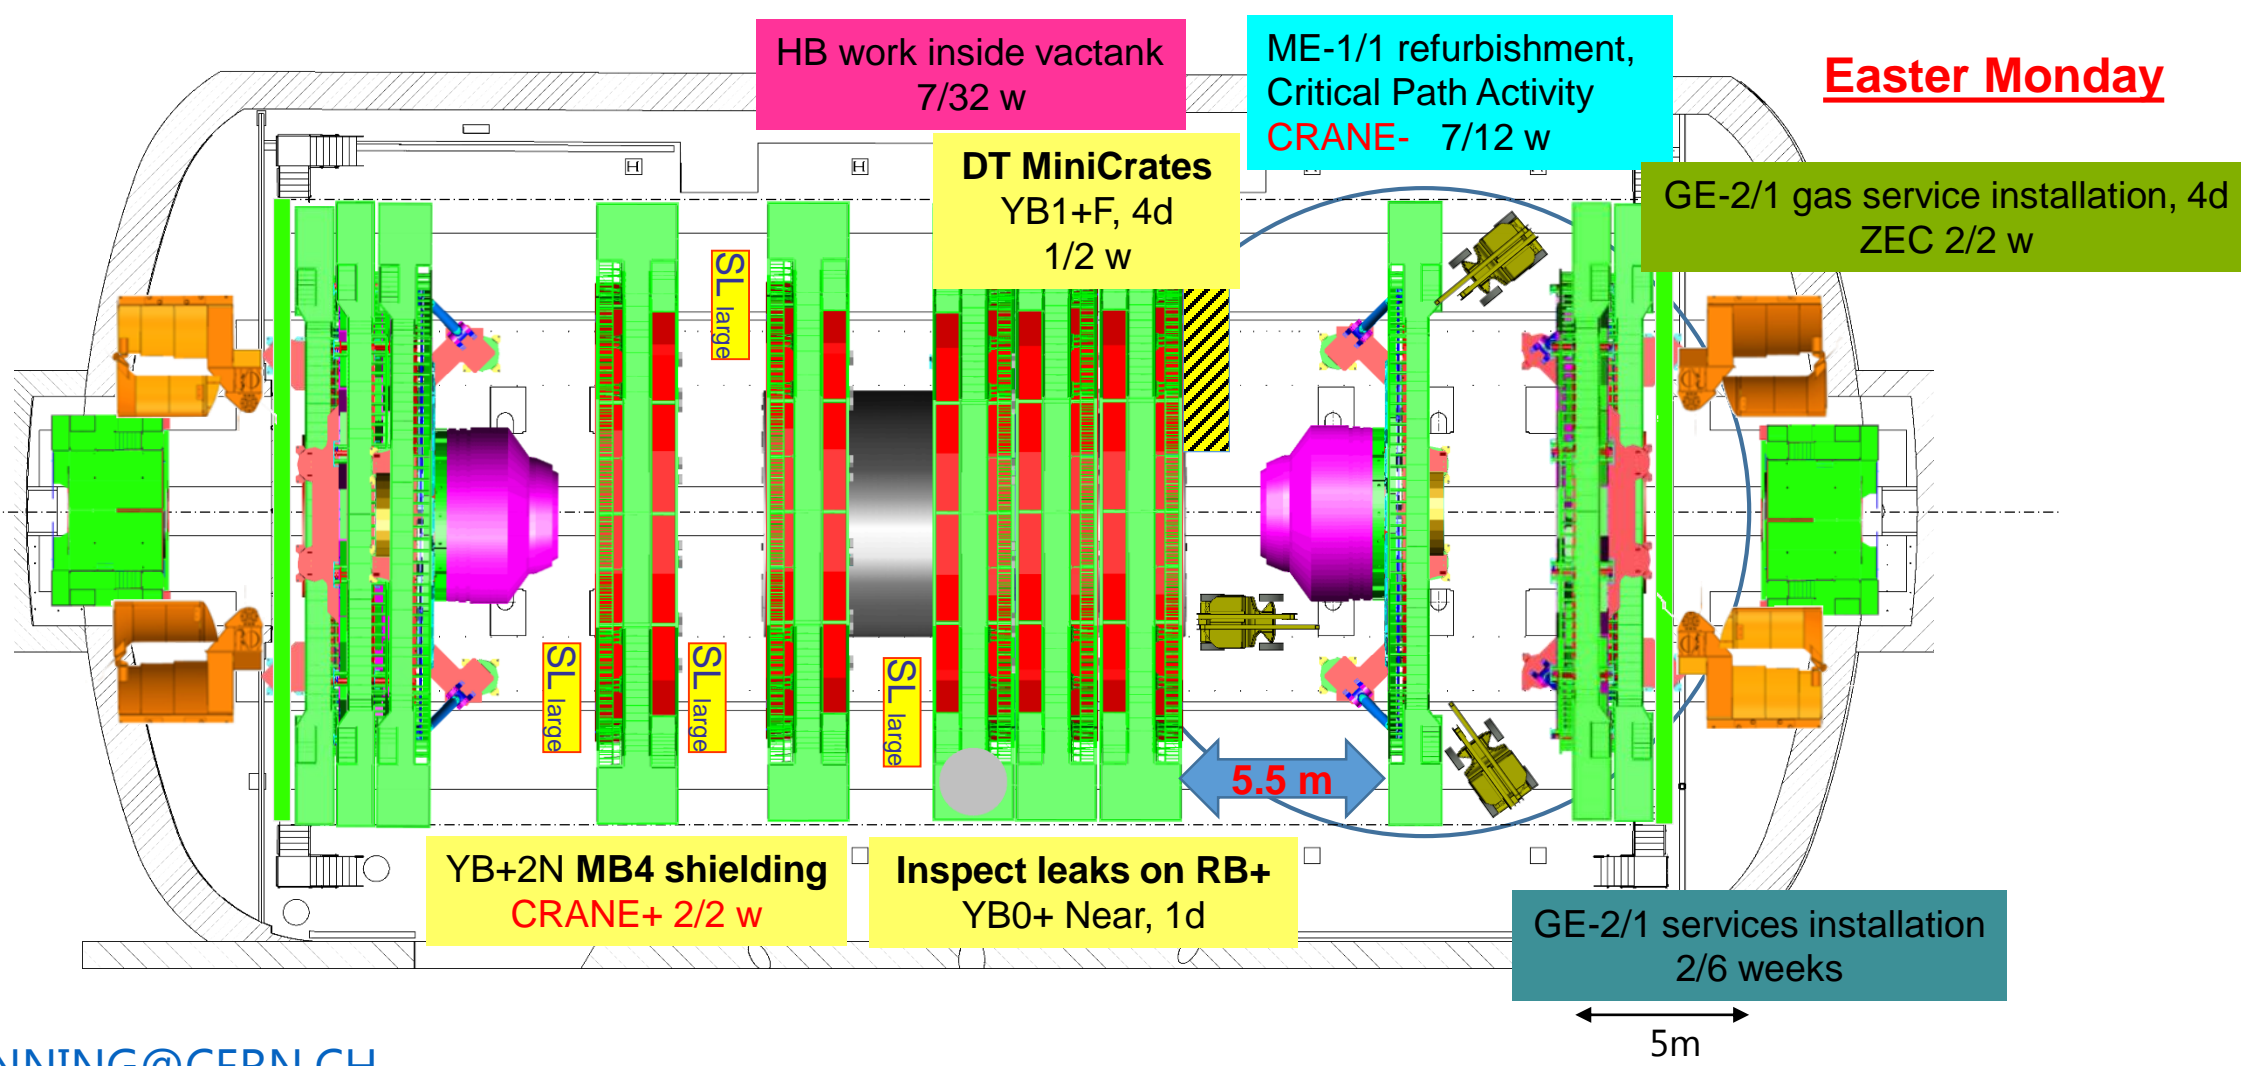 HB work inside vactank
7/32 w
ME-1/1 refurbishment,
Critical Path Activity
CRANE- 7/12 w
Easter Monday
DT MiniCrates
YB1+F, 4d
1/2 w
GE-2/1 gas service installation, 4d
ZEC 2/2 w
H
H
SL large
SL large
SL large
SL large
5.5 m
YB+2N MB4 shielding
CRANE+ 2/2 w
Inspect leaks on RB+
YB0+ Near, 1d
GE-2/1 services installation
2/6 weeks
5m
NNING@CERN.CH